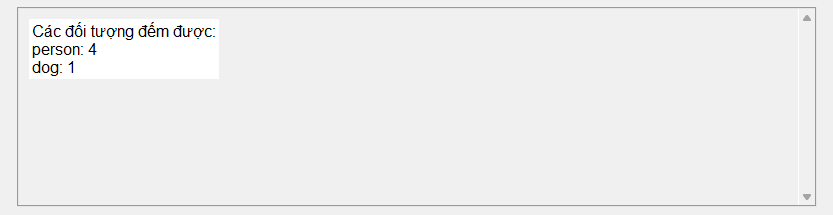 Các đối tượng đếm được:
person: 4
dog: 1